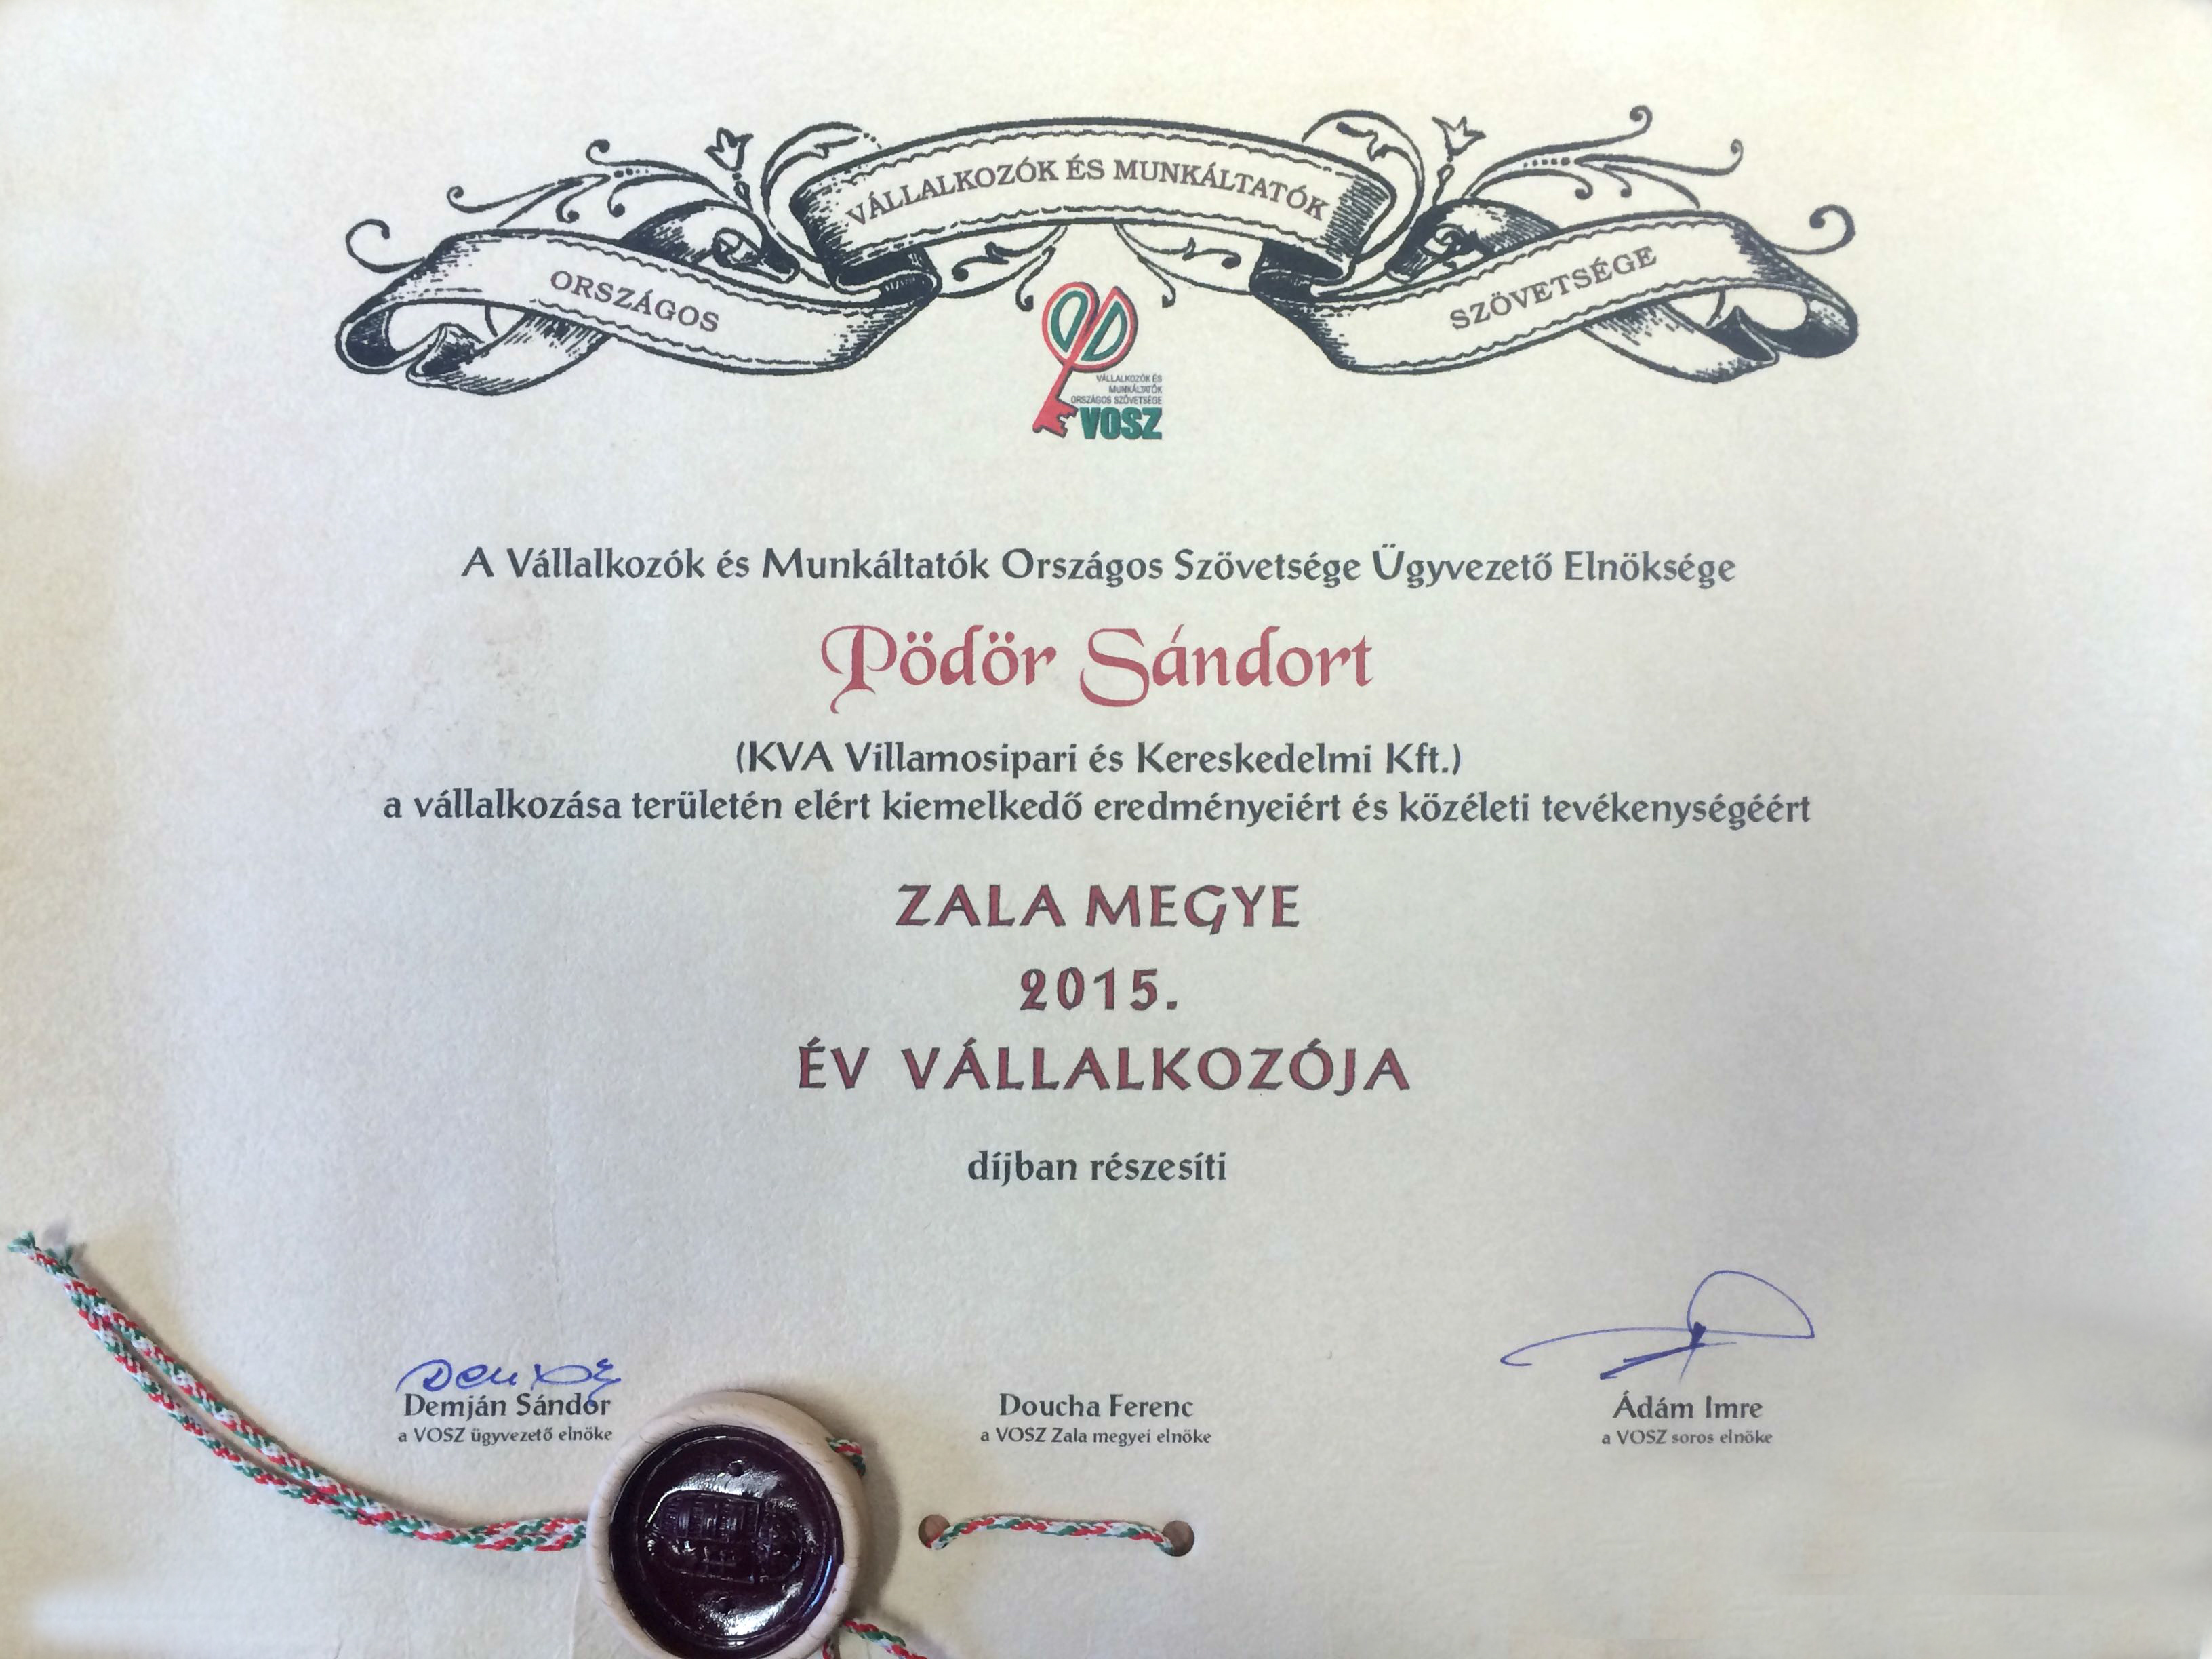 ORSZÁGOS
VÁLLALKOZÓK ÉS MUNKÁLTATÓK
SZÖVETSÉGE
VÁLLALKOZÓK ÉS
MUNKÁLTATÓK
ORSZÁGOS SZÖVETSÉGE
VOSZ
A Vállalkozók és Munkáltatók Országos Szövetsége Ügyvezető Elnöksége
Pödör Sándort
(KVA Villamosipari és Kereskedelmi Kft.)
a vállalkozása területén elért kiemelkedő eredményeiért és közéleti tevékenységéért
ZALA MEGYE
2015.
ÉV VÁLLALKOZÓJA
díjban részesíti
Demján Sándor
a VOSZ ügyvezető elnöke
Doucha Ferenc
a VOSZ Zala megyei elnöke
Ádám Imre
a VOSZ soros elnöke